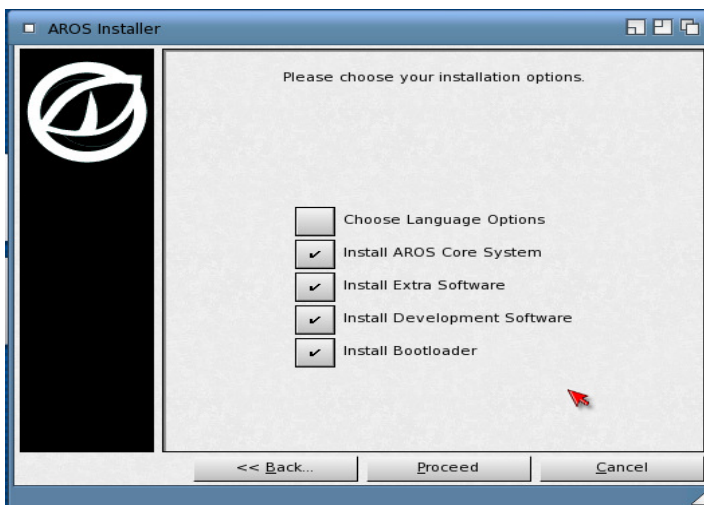 AROS Installer
Please choose your installation options.
Choose Language Options
Install AROS Core System
Install Extra Software
Install Development Software
Install Bootloader
<< Back...
Proceed
Cancel